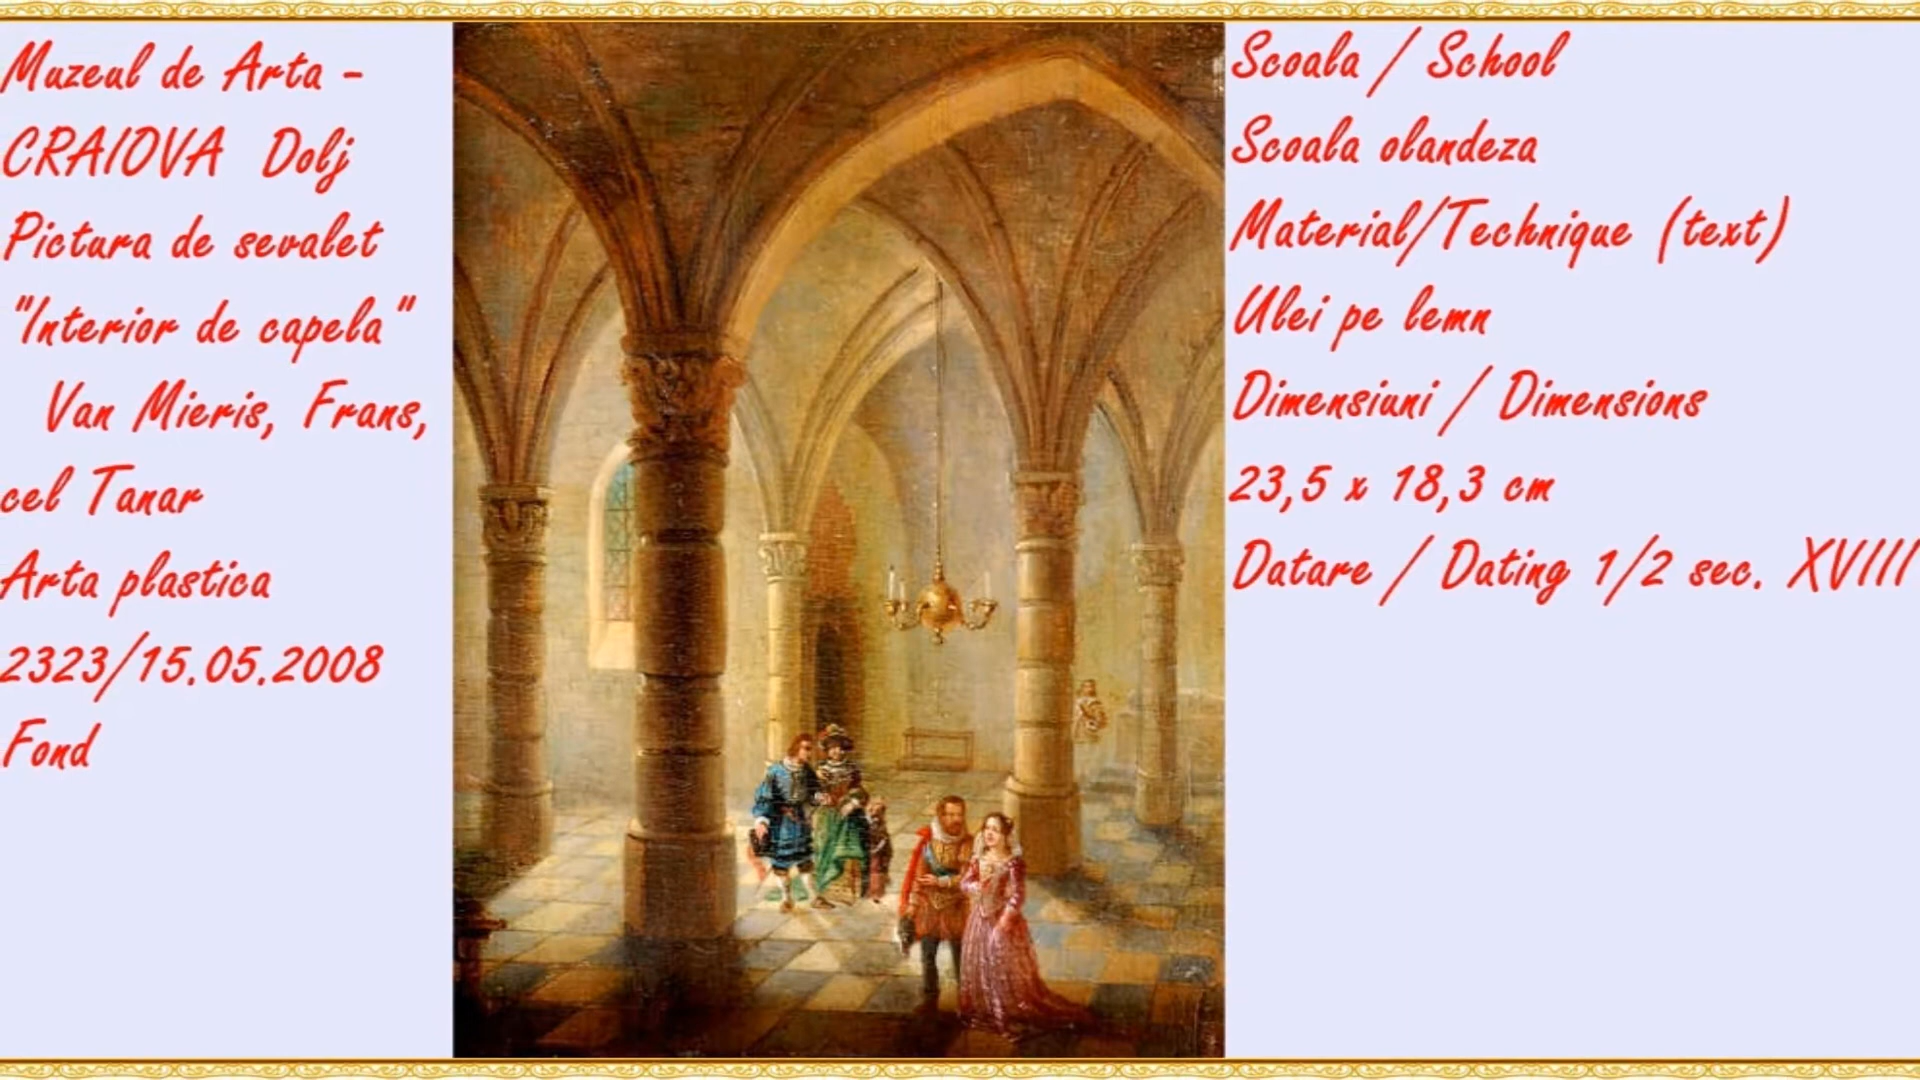 Muzeul de Arta -
CRAIOVA Dolj
Pictura de sevalet
"Interior de capela"
Van Mieris, Frans,
cel Tanar
Arta plastica
2323/15.05.2008
Fond
Scoala / School
Scoala olandeza
Material/Technique (text)
Ulei pe lemn
Dimensiuni / Dimensions
23,5 x 18,3 cm
Datare / Dating 1/2 sec. XVIII